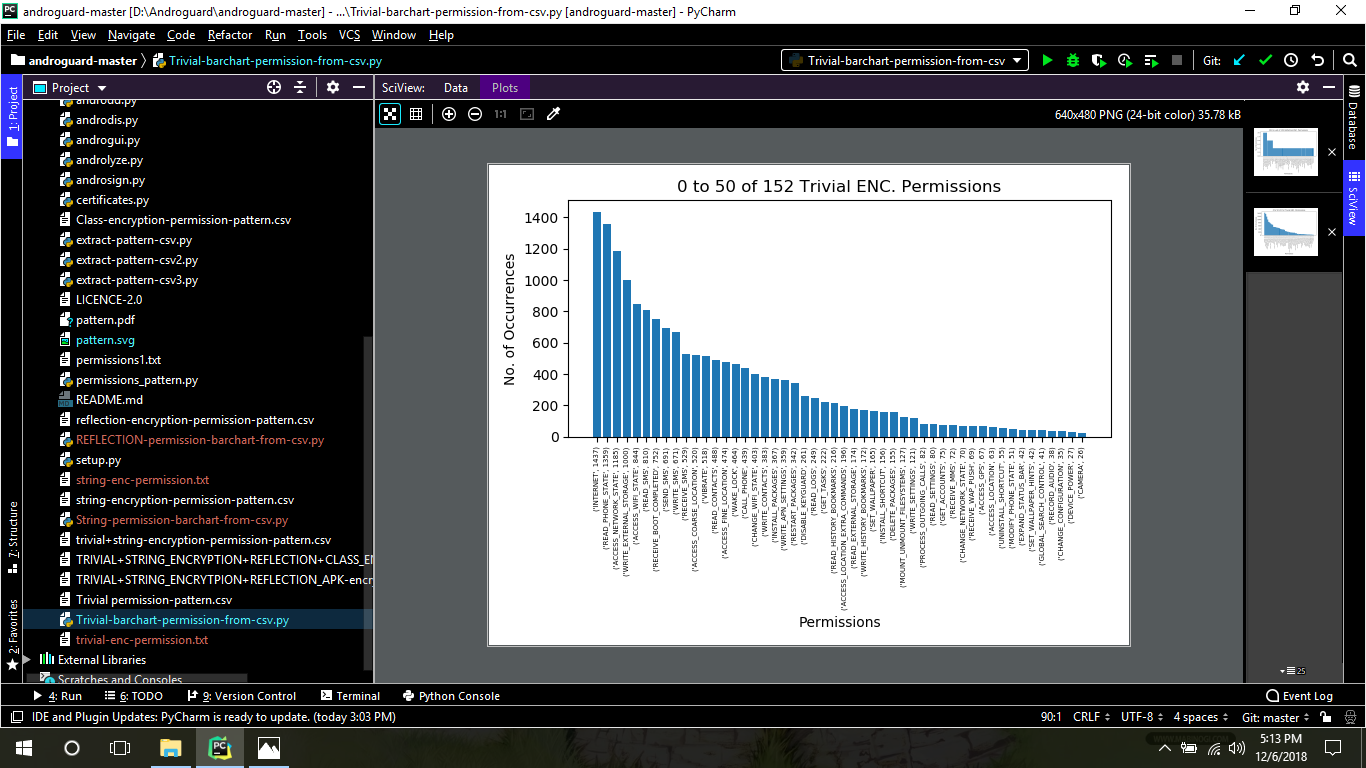 androguard-master [D:\Androguard\androguard-master] - ...\Trivial-barchart-permission-from-csv.py [androguard-master] - PyCharm
File Edit View Navigate Code Refactor Run Tools VCS Window Help
androguard-master Trivial-barchart-permission-from-csv.py
Trivial-barchart-permission-from-csv
Git:
1: Project
Project
androdd.py
androdis.py
androgui.py
androlyze.py
androsign.py
certificates.py
Class-encryption-permission-pattern.csv
extract-pattern-csv.py
extract-pattern-csv2.py
extract-pattern-csv3.py
LICENCE-2.0
pattern.pdf
pattern.svg
permissions1.txt
permissions_pattern.py
README.md
reflection-encryption-permission-pattern.csv
REFLECTION-permission-barchart-from-csv.py
setup.py
string-enc-permission.txt
string-encryption-permission-pattern.csv
String-permission-barchart-from-csv.py
trivial+string-encryption-permission-pattern.csv
TRIVIAL+STRING_ENCRYPTION+REFLECTION+CLASS_EN
TRIVIAL+STRING_ENCRYTPION+REFLECTION_APK-encr
Trivial permission-pattern.csv
Trivial-barchart-permission-from-csv.py
trivial-enc-permission.txt
External Libraries
Scratches and Consoles
7: Structure
2: Favorites
SciView: Data Plots
1:1
640x480 PNG (24-bit color) 35.78 kB
0 to 50 of 152 Trivial ENC. Permissions
No. of Occurrences
1400
1200
1000
800
600
400
200
0
('INTERNET', 1437)
('READ_PHONE_STATE', 1359)
('ACCESS_NETWORK_STATE', 1185)
('WRITE_EXTERNAL_STORAGE', 1000)
('ACCESS_WIFI_STATE', 844)
('READ_SMS', 810)
('RECEIVE_BOOT_COMPLETED', 752)
('SEND_SMS', 691)
('WRITE_SMS', 671)
('RECEIVE_SMS', 529)
('ACCESS_COARSE_LOCATION', 520)
('VIBRATE', 518)
('READ_CONTACTS', 488)
('ACCESS_FINE_LOCATION', 474)
('WAKE_LOCK', 464)
('CALL_PHONE', 439)
('CHANGE_WIFI_STATE', 403)
('WRITE_CONTACTS', 383)
('INSTALL_PACKAGES', 367)
('WRITE_APN_SETTINGS', 359)
('RESTART_PACKAGES', 342)
('DISABLE_KEYGUARD', 261)
('READ_LOGS', 249)
('GET_TASKS', 222)
('READ_HISTORY_BOOKMARKS', 216)
('ACCESS_LOCATION_EXTRA_COMMANDS', 196)
('READ_EXTERNAL_STORAGE', 174)
('WRITE_HISTORY_BOOKMARKS', 172)
('SET_WALLPAPER', 165)
('INSTALL_SHORTCUT', 156)
('DELETE_PACKAGES', 155)
('MOUNT_UNMOUNT_FILESYSTEMS', 127)
('WRITE_SETTINGS', 121)
('PROCESS_OUTGOING_CALLS', 82)
('READ_SETTINGS', 80)
('GET_ACCOUNTS', 75)
('RECEIVE_MMS', 72)
('CHANGE_NETWORK_STATE', 70)
('RECEIVE_WAP_PUSH', 69)
('ACCESS_GPS', 67)
('ACCESS_LOCATION', 63)
('UNINSTALL_SHORTCUT', 55)
('MODIFY_PHONE_STATE', 51)
('EXPAND_STATUS_BAR', 42)
('SET_WALLPAPER_HINTS', 42)
('GLOBAL_SEARCH_CONTROL', 41)
('RECORD_AUDIO', 38)
('CHANGE_CONFIGURATION', 35)
('DEVICE_POWER', 27)
('CAMERA', 26)
Permissions
25
Database
SciView
4: Run 6: TODO 9: Version Control Terminal Python Console Event Log
IDE and Plugin Updates: PyCharm is ready to update. (today 3:03 PM) 90:1 CRLF UTF-8 4 spaces Git: master
5:13 PM
12/6/2018